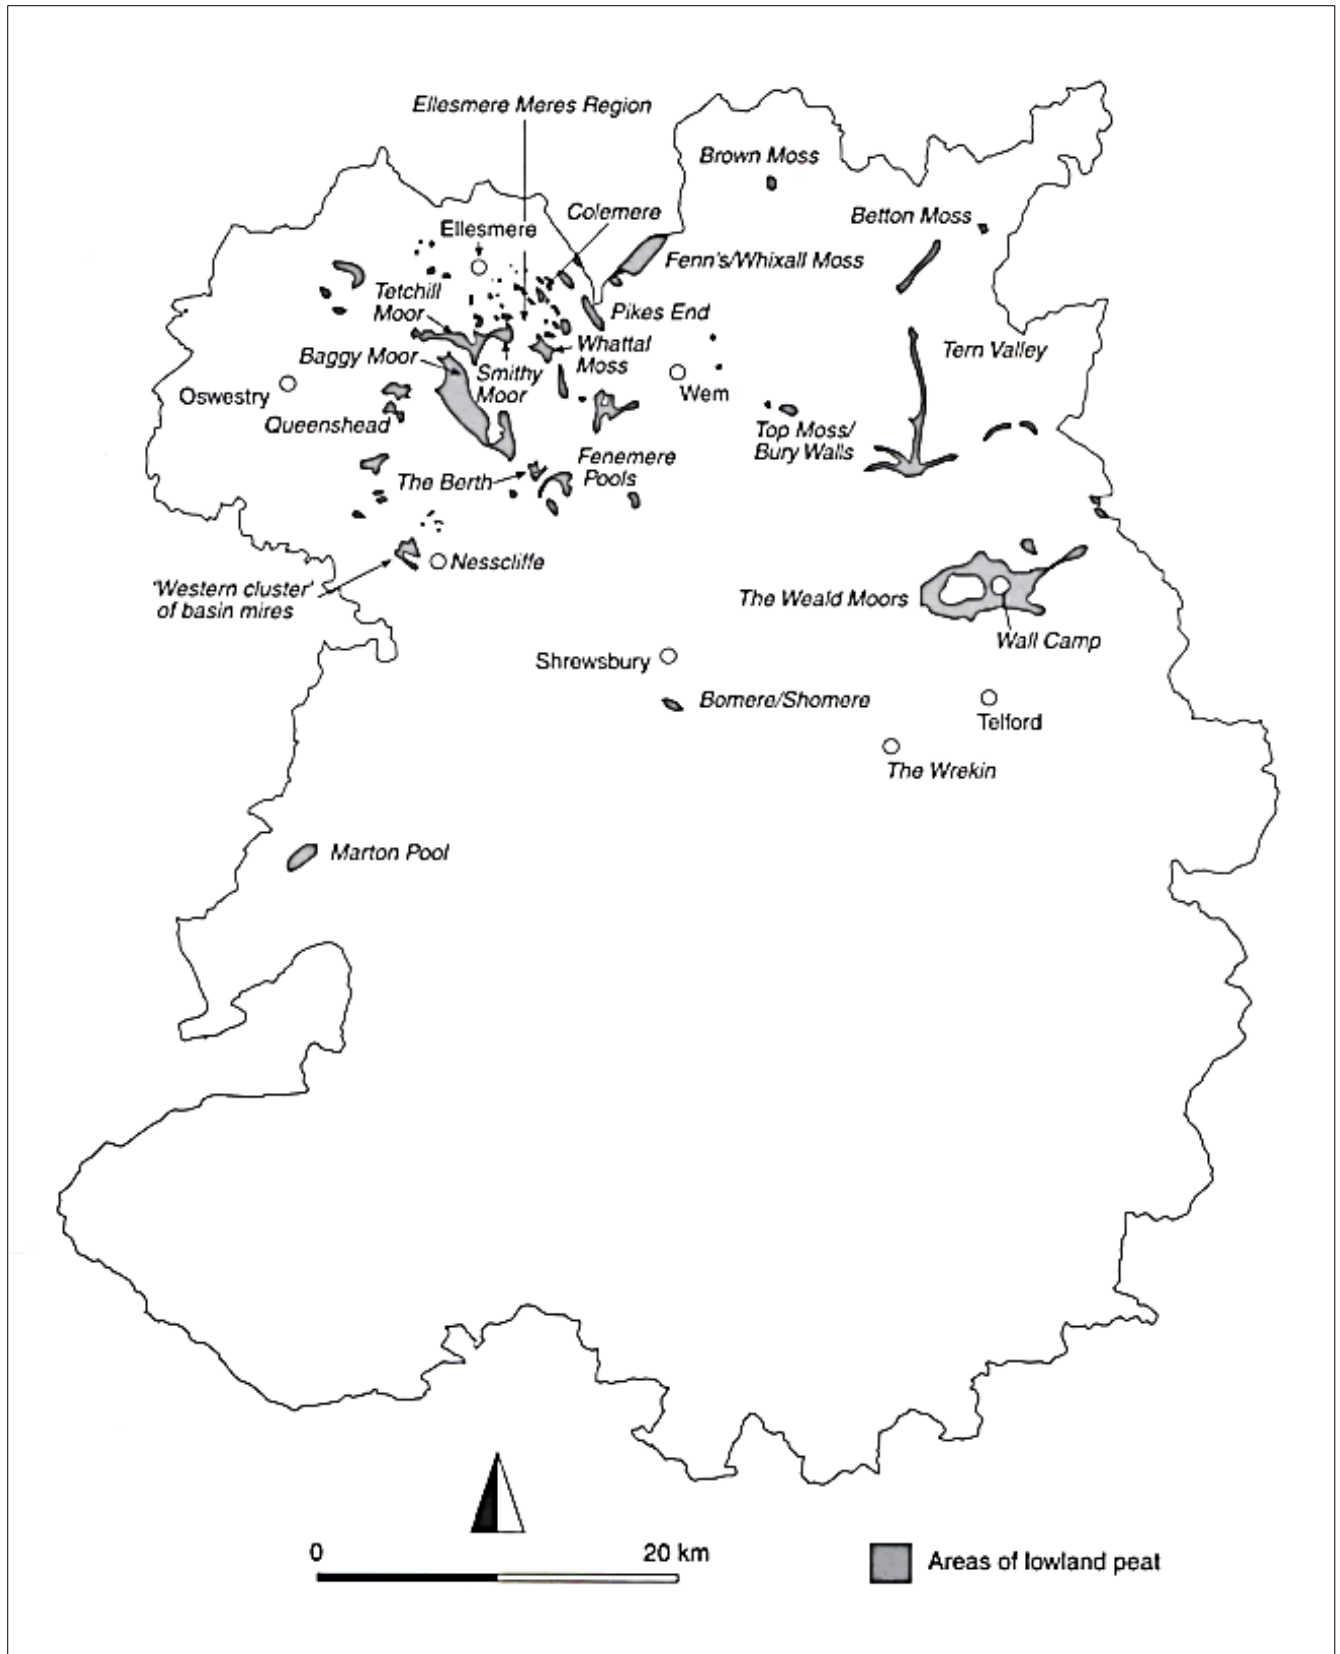 Ellesmere Meres Region
Brown Moss
Colemere
Betton Moss
Ellesmere
Fenn's/Whixall Moss
Tetchill
Moor
Pikes End
Tern Valley
Baggy Moor
Whattal
Moss
Smithy
Moor
Oswestry
Wem
Queenshead
Top Moss/
Bury Walls
Fenemere
Pools
The Berth
Nesscliffe
'Western cluster'
of basin mires
The Weald Moors
Wall Camp
Shrewsbury
Bomere/Shomere
Telford
The Wrekin
Marton Pool
0 20 km
Areas of lowland peat